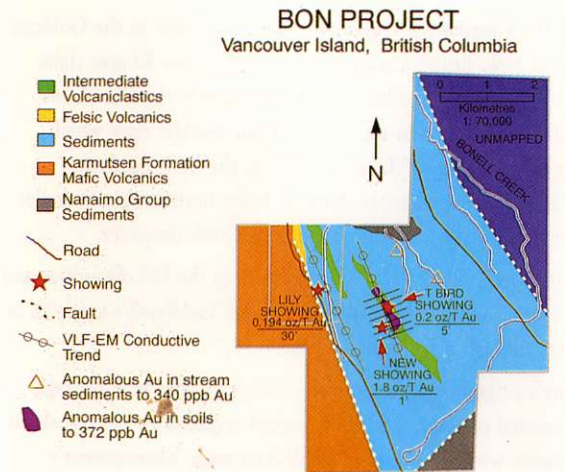 BON PROJECT
Vancouver Island, British Columbia
Intermediate
Volcaniclastics
Felsic Volcanics
Sediments
Karmutsen Formation
Mafic Volcanics
Nanaimo Group
Sediments
Road
Showing
Fault
VLF-EM Conductive
Trend
Anomalous Au in stream
sediments to 340 ppb Au
Anomalous Au in soils
to 372 ppb Au
N
0 1 2
Kilometres
1: 70,000
UNMAPPED
BONELL CREEK
LILY SHOWING
0.194 oz/T Au
30'
T BIRD
SHOWING
0.2 oz/T Au
5'
NEW
SHOWING
1.8 oz/T Au
1'